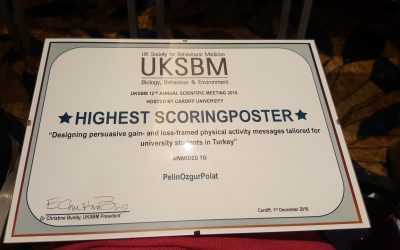 UK Society for Behavioural Medicine
UKSBM
Biology, Behaviour & Environment
UKSBM 12TH ANNUAL SCIENTIFIC MEETING 2016
HOSTED BY CARDIFF UNIVERSITY
★HIGHEST SCORINGPOSTER★
"Designing persuasive gain- and loss-framed physical activity messages tailored for
university students in Turkey"
AWARDED TO
PelinOzgurPolat
Dr Christine Bundy, UKSBM President
Cardiff, 1st December 2016